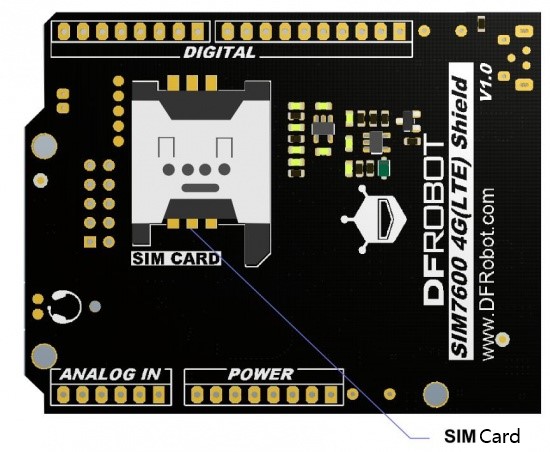 DIGITAL
V1.0
SIM CARD
DFROBOT
SIM7600 4G(LTE) Shield
www.DFRobot.com
ANALOG IN
POWER
SIM Card